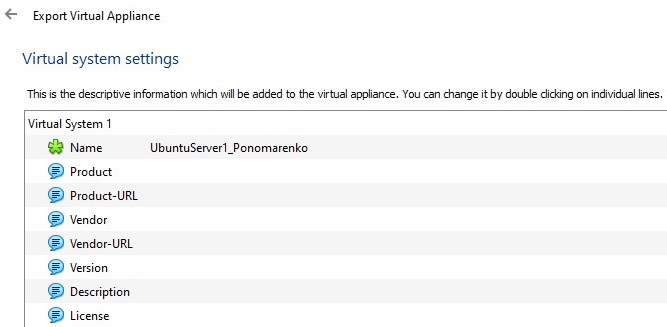 Export Virtual Appliance
Virtual system settings
This is the descriptive information which will be added to the virtual appliance. You can change it by double clicking on individual lines.
Virtual System 1
Name UbuntuServer1_Ponomarenko
Product
Product-URL
Vendor
Vendor-URL
Version
Description
License